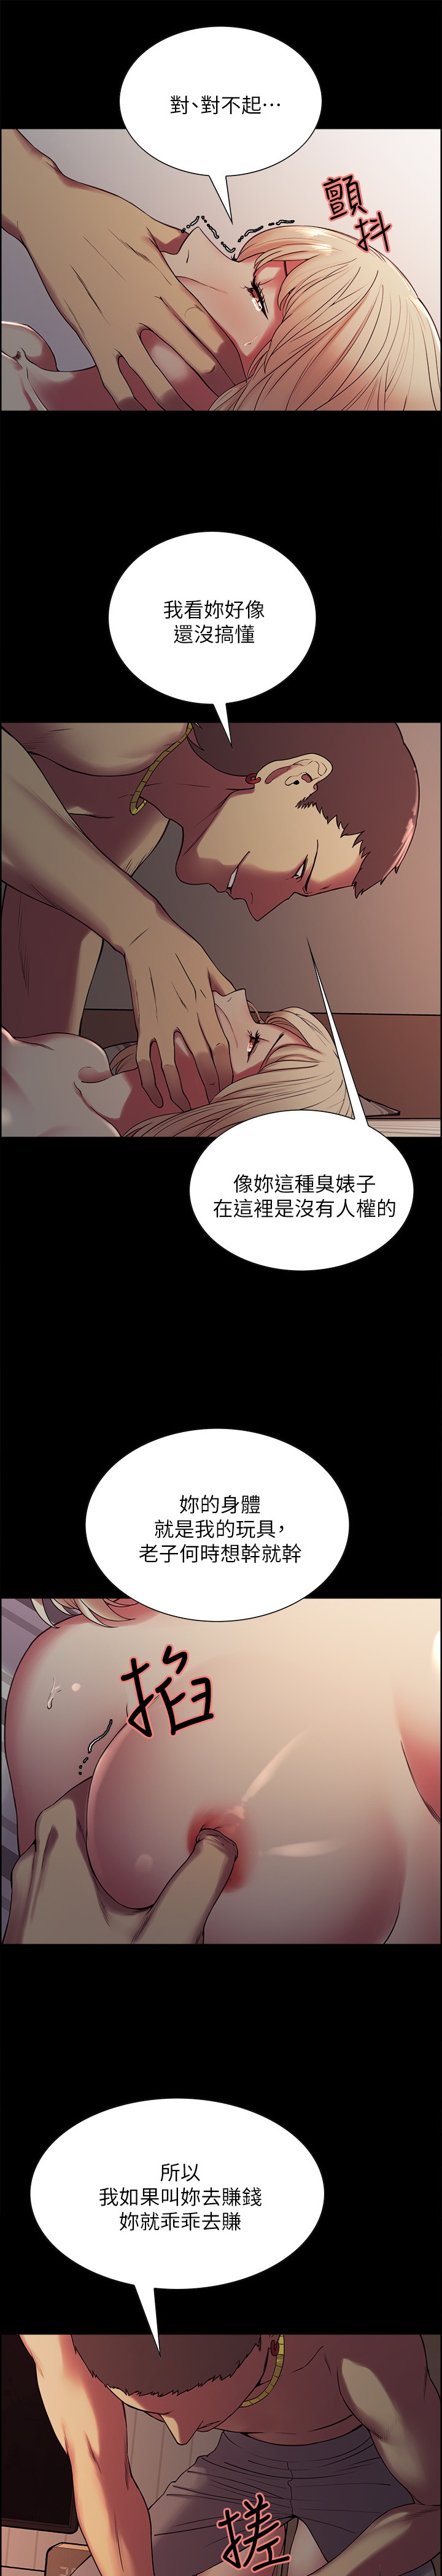 對、對不起…
顫
抖
我看妳好像
還沒搞懂
像妳這種臭婊子
在這裡是沒有人權的
妳的身體
就是我的玩具，
老子何時想幹就幹
掐
所以
我如果叫妳去賺錢
妳就乖乖去賺
搓